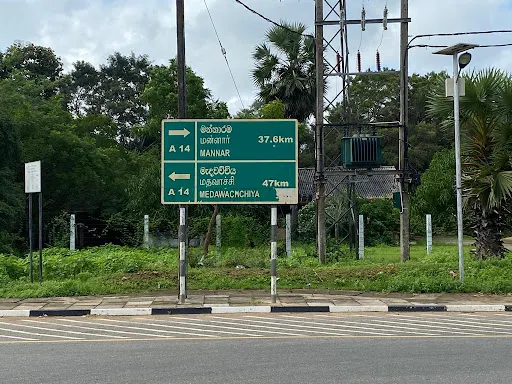 මන්නාරම
மன்னார் 37.6km
A 14 MANNAR
මැදවච்චිය
மதவாச்சி 47km
A 14 MEDAWACHCHIYA